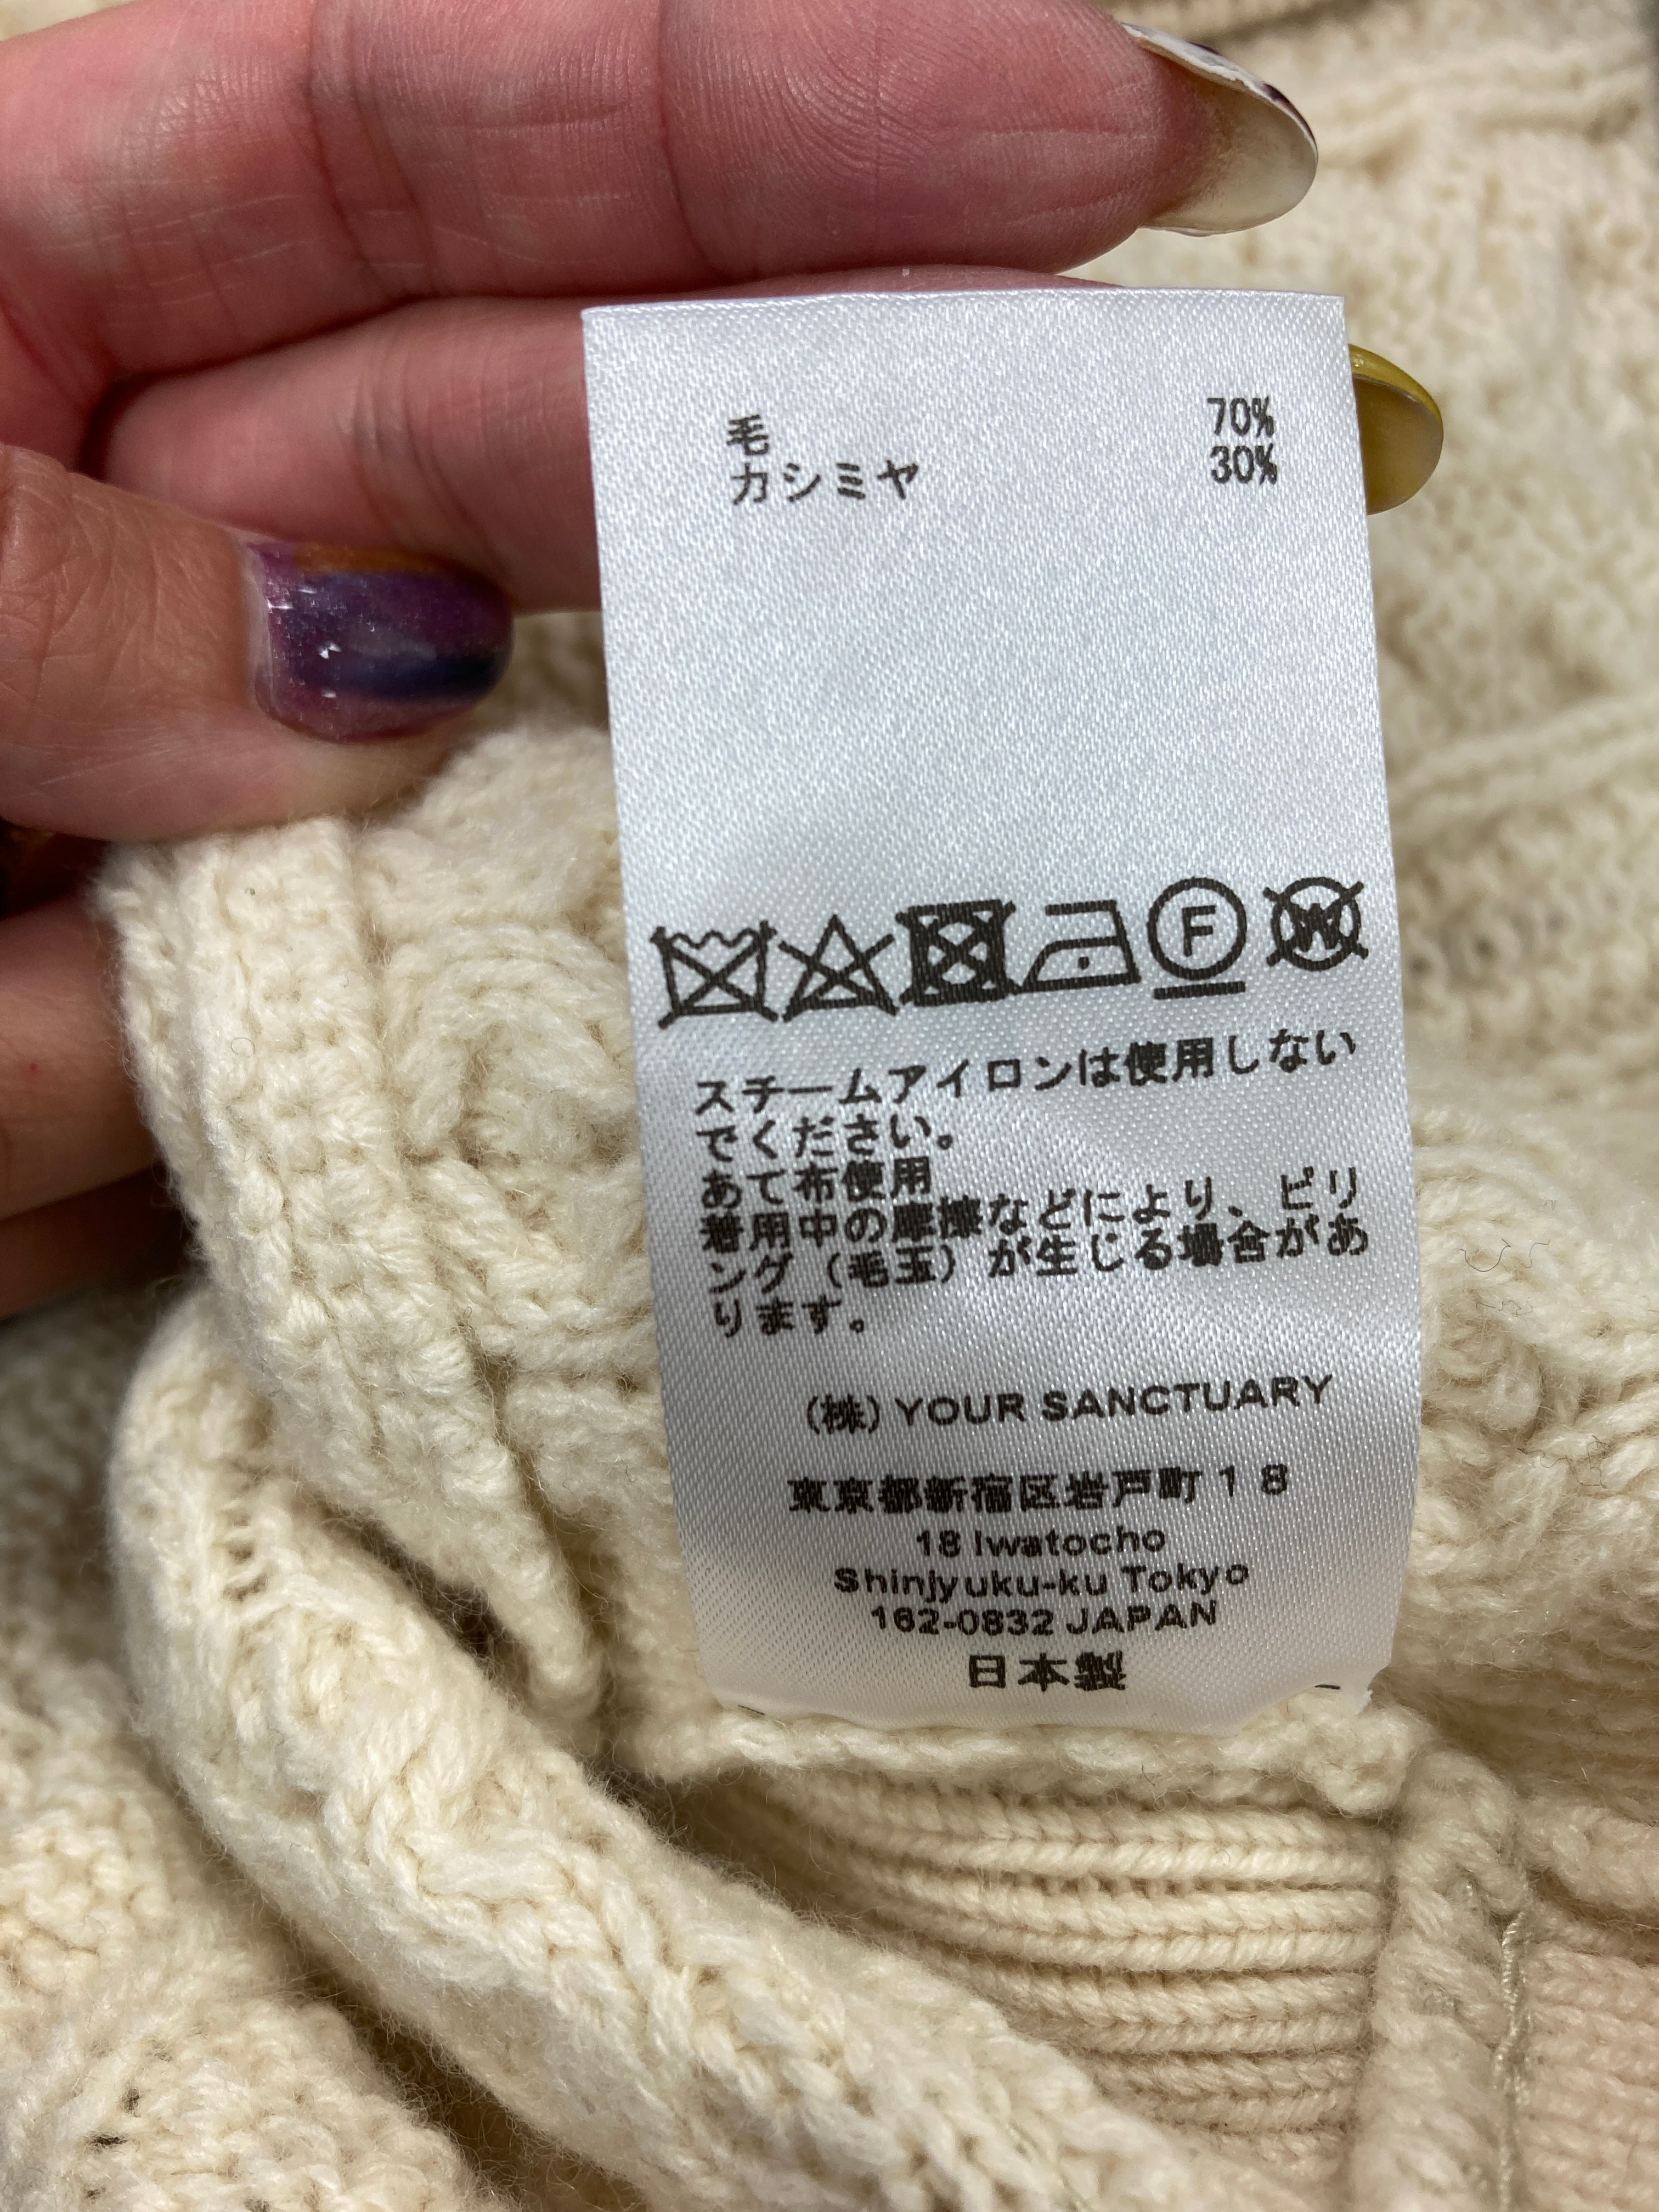 毛 70%
カシミヤ 30%
F W
スチームアイロンは使用しない
でください。
あて布使用
着用中の摩擦などにより、ピリ
ング（毛玉）が生じる場合があ
ります。
(株) YOUR SANCTUARY
東京都新宿区岩戸町１８
18 Iwatocho
Shinjyuku-ku Tokyo
162-0832 JAPAN
日本製